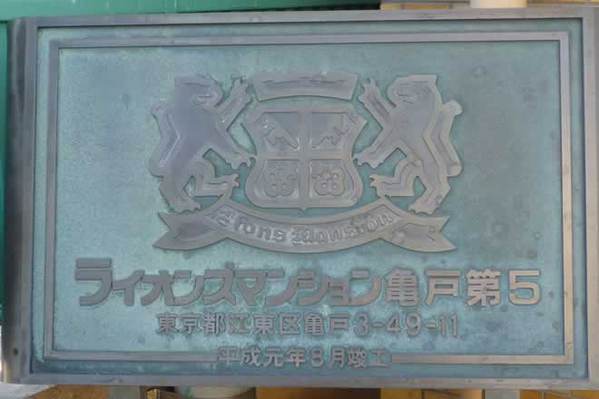 Lions Mansion
ライオンズマンション亀戸第5
東京都江東区亀戸3-49-11
平成元年8月竣工